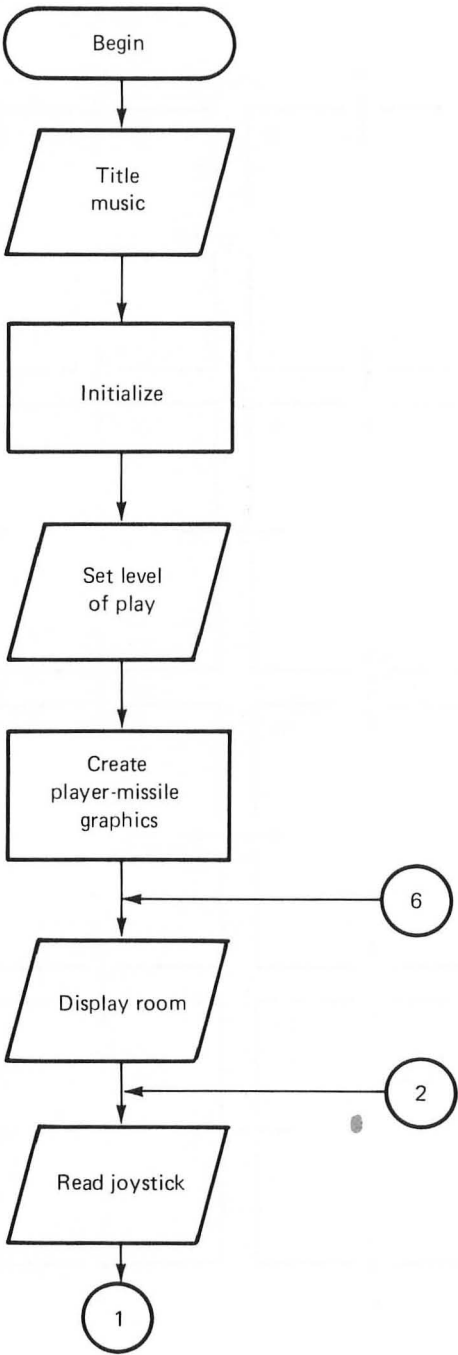 Begin
Title
music
Initialize
Set level
of play
Create
player-missile
graphics
6
Display room
2
Read joystick
1